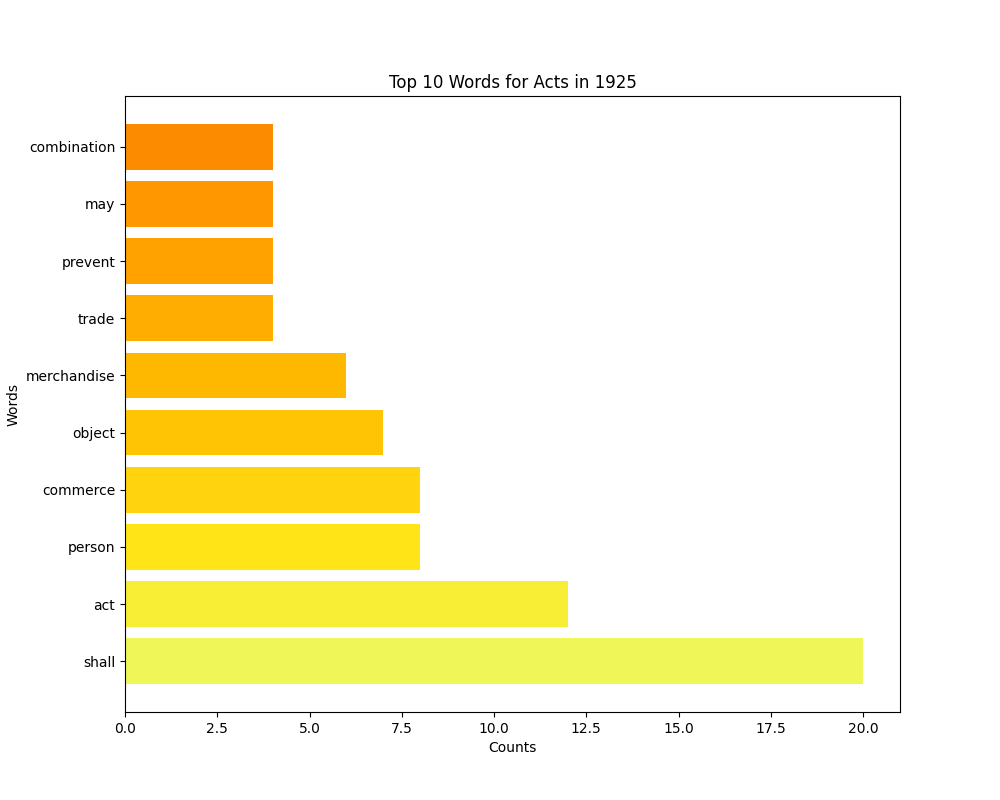 Top 10 Words for Acts in 1925
combination
may
prevent
trade
merchandise
object
commerce
person
act
shall
Words
0.0 2.5 5.0 7.5 10.0 12.5 15.0 17.5 20.0
Counts